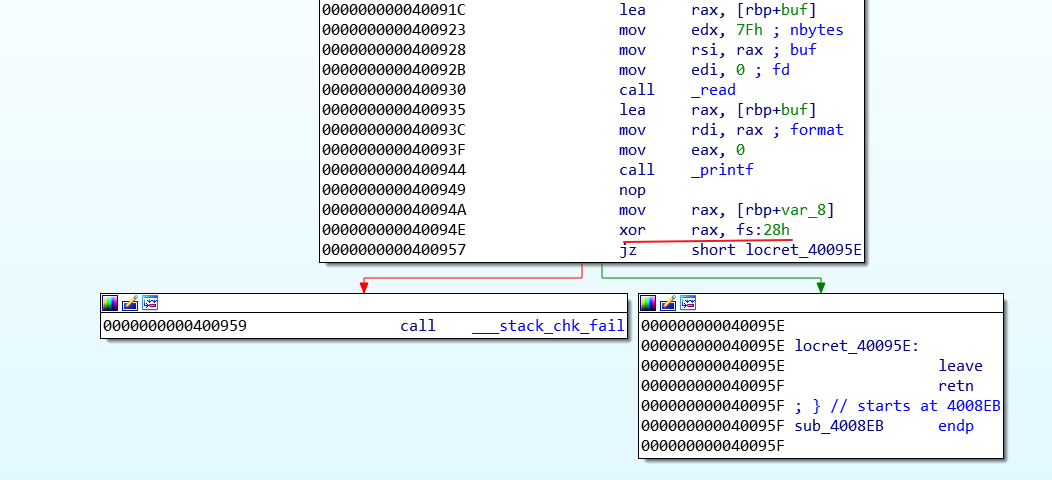 000000000040091C lea rax, [rbp+buf]
0000000000400923 mov edx, 7Fh ; nbytes
0000000000400928 mov rsi, rax ; buf
000000000040092B mov edi, 0 ; fd
0000000000400930 call _read
0000000000400935 lea rax, [rbp+buf]
000000000040093C mov rdi, rax ; format
000000000040093F mov eax, 0
0000000000400944 call _printf
0000000000400949 nop
000000000040094A mov rax, [rbp+var_8]
000000000040094E xor rax, fs:28h
0000000000400957 jz short locret_40095E
0000000000400959 call ___stack_chk_fail
000000000040095E
000000000040095E locret_40095E:
000000000040095E leave
000000000040095F retn
000000000040095F ; } // starts at 4008EB
000000000040095F sub_4008EB endp
000000000040095F